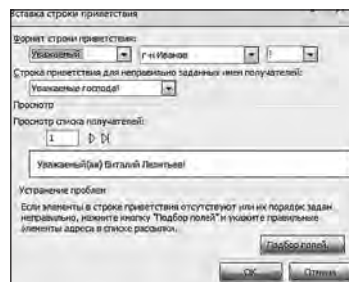 Вставка строки приветствия
Формат строки приветствия:
Уважаемый г-н Иванов !
Строка приветствия для неправильно заданных имен получателей:
Уважаемые господа!
Просмотр
Просмотр списка получателей:
1
Уважаемый(ая) Виталий Леонтьев!
Устранение проблем
Если элементы в строке приветствия отсутствуют или их порядок задан
неправильно, нажмите кнопку "Подбор полей" и укажите правильные
элементы адреса в списке рассылки.
Подбор полей...
ОК Отмена